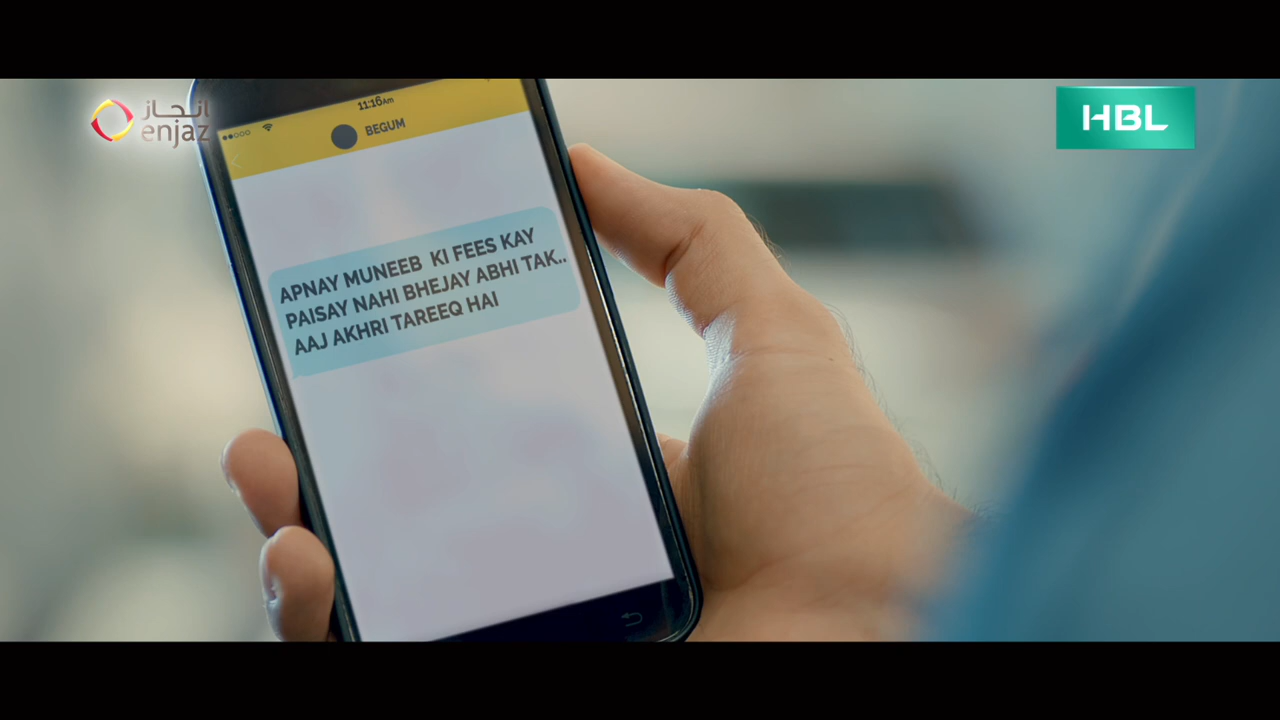 انجاز
enjaz
HBL
11:16Am
BEGUM
APNAY MUNEEB KI FEES KAY
PAISAY NAHI BHEJAY ABHI TAK..
AAJ AKHRI TAREEQ HAI